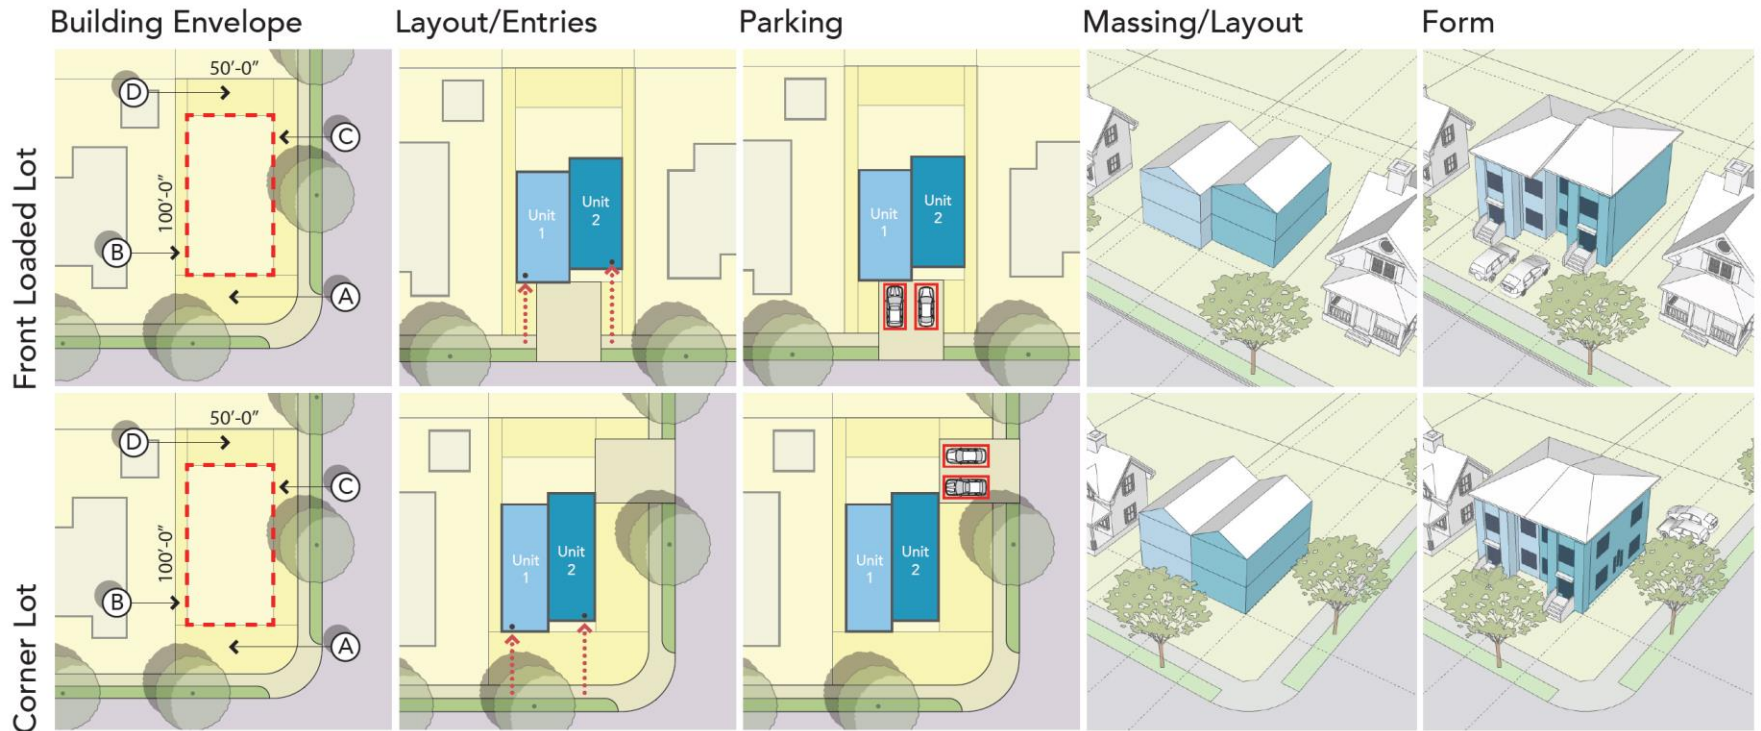 Building Envelope
Layout/Entries
Parking
Massing/Layout
Form
Front Loaded Lot
50'-0"
D
C
100'-0"
B
A
Unit
1
Unit
2
Unit
1
Unit
2
Corner Lot
50'-0"
D
C
100'-0"
B
A
Unit
1
Unit
2
Unit
1
Unit
2